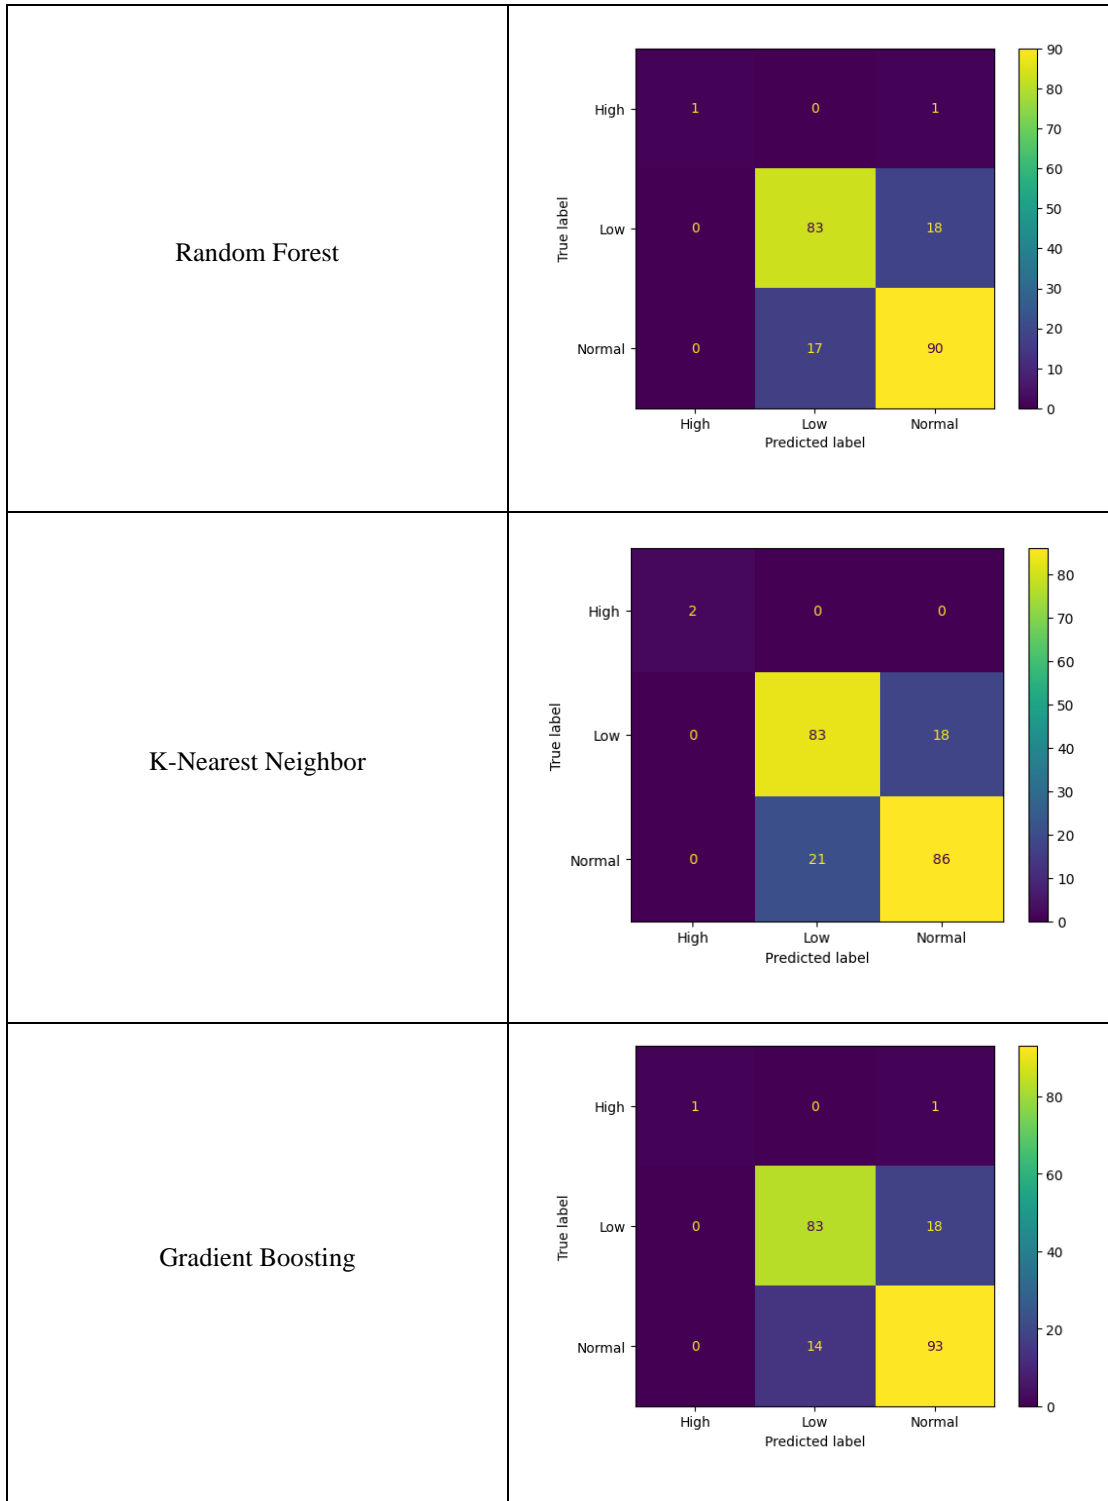 Random Forest
True label
High
1 0 1
Low
0 83 18
Normal
0 17 90
High Low Normal
Predicted label
90
80
70
60
50
40
30
20
10
0
K-Nearest Neighbor
True label
High
2 0 0
Low
0 83 18
Normal
0 21 86
High Low Normal
Predicted label
80
70
60
50
40
30
20
10
0
Gradient Boosting
True label
High
1 0 1
Low
0 83 18
Normal
0 14 93
High Low Normal
Predicted label
80
60
40
20
0